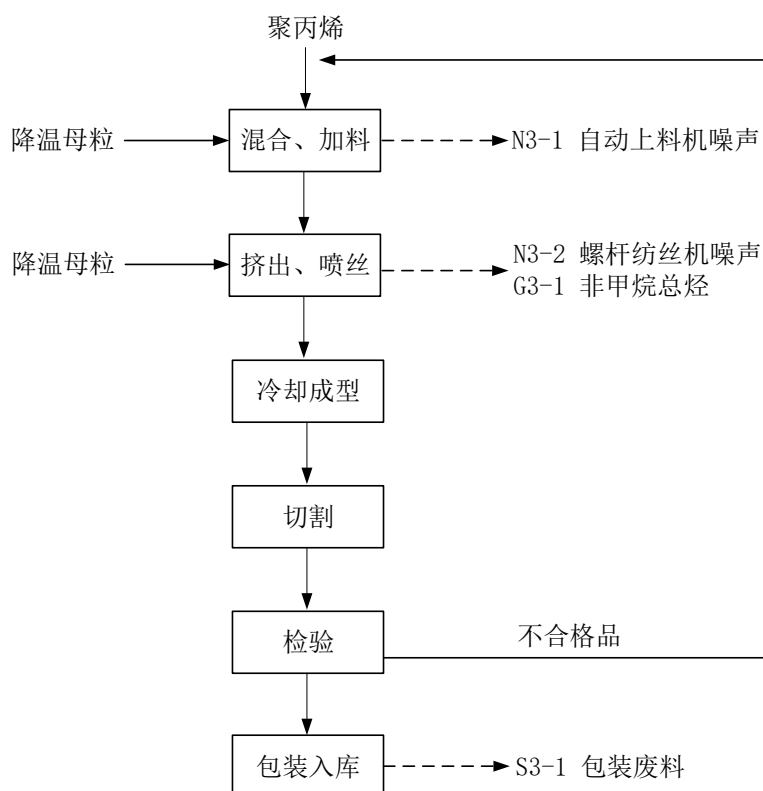 聚丙烯
降温母粒
混合、加料
N3-1 自动上料机噪声
降温母粒
挤出、喷丝
N3-2 螺杆纺丝机噪声
G3-1 非甲烷总烃
冷却成型
切割
检验
不合格品
包装入库
S3-1 包装废料